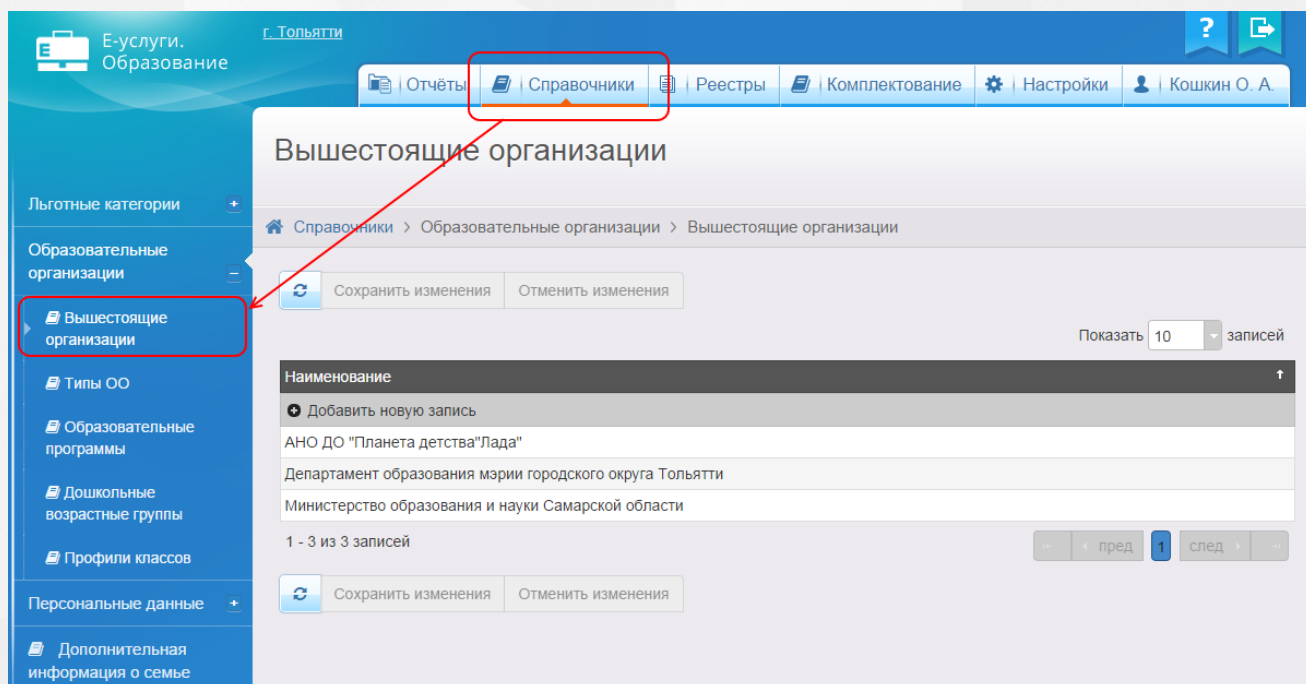 Е-услуги.
Образование
г. Тольятти
?
Отчёты
Справочники
Реестры
Комплектование
Настройки
Кошкин О. А.
Вышестоящие организации
Справочники > Образовательные организации > Вышестоящие организации
Льготные категории
Образовательные
организации
Вышестоящие
организации
Типы ОО
Образовательные
программы
Дошкольные
возрастные группы
Профили классов
Персональные данные
Дополнительная
информация о семье
Сохранить изменения
Отменить изменения
Показать 10 записей
Наименование
Добавить новую запись
АНО ДО "Планета детства"Лада"
Департамент образования мэрии городского округа Тольятти
Министерство образования и науки Самарской области
1 - 3 из 3 записей
пред 1 след
Сохранить изменения
Отменить изменения